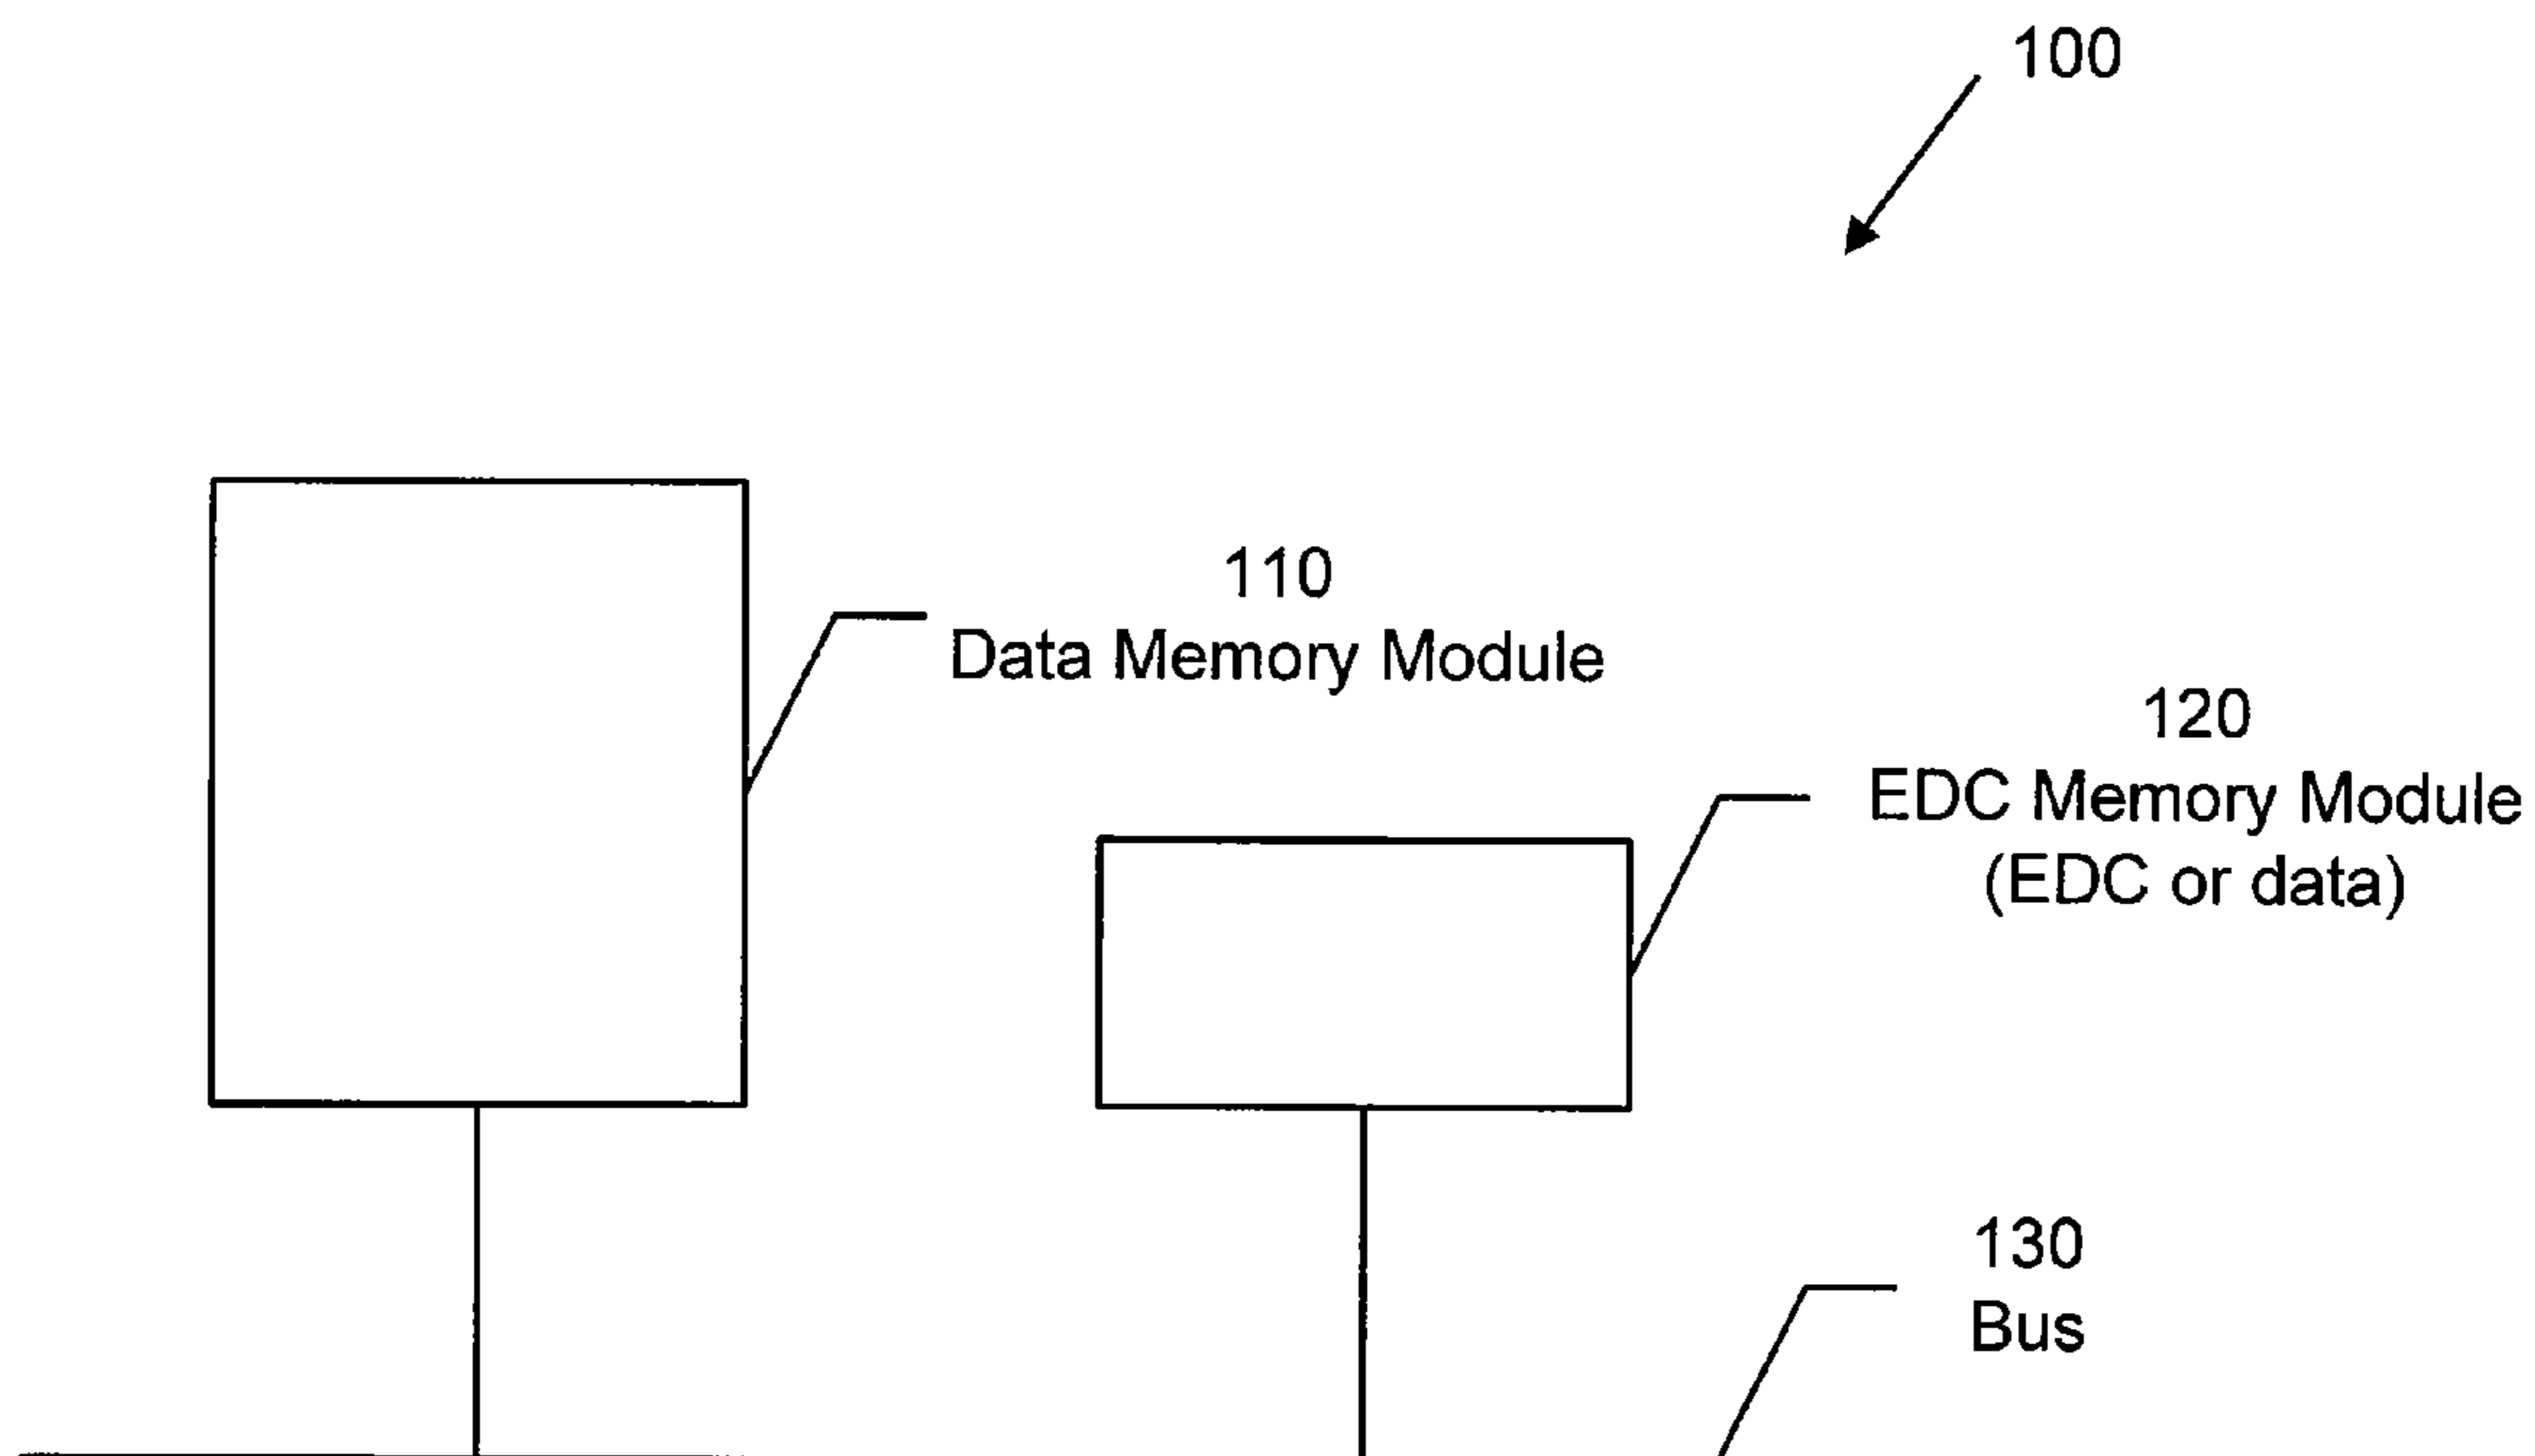 100
110
Data Memory Module
120
EDC Memory Module
(EDC or data)
130
Bus